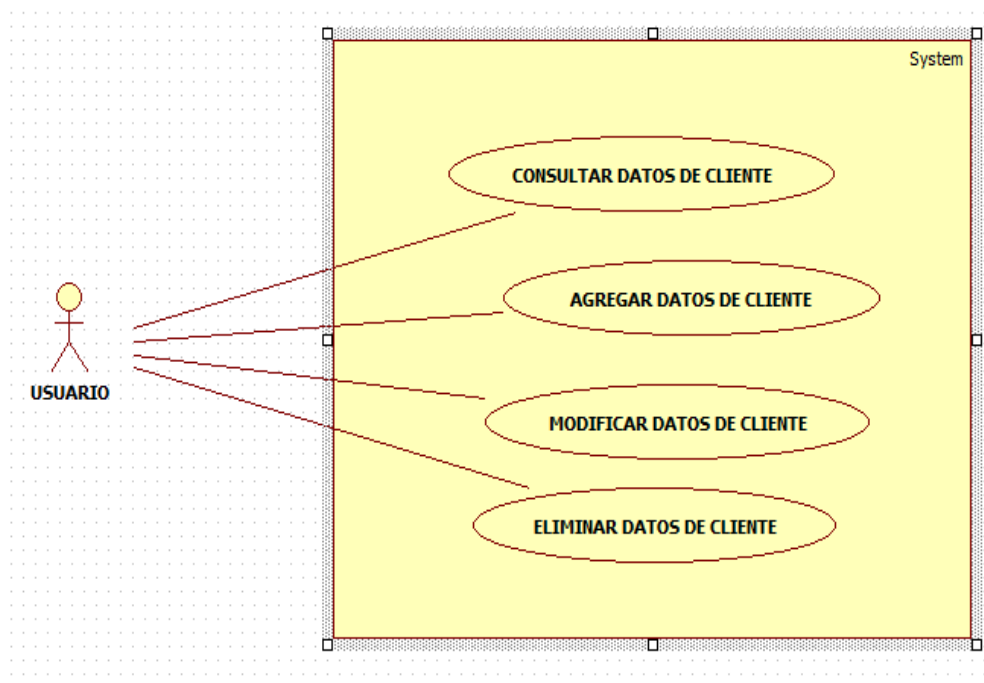 System
CONSULTAR DATOS DE CLIENTE
AGREGAR DATOS DE CLIENTE
USUARIO
MODIFICAR DATOS DE CLIENTE
ELIMINAR DATOS DE CLIENTE